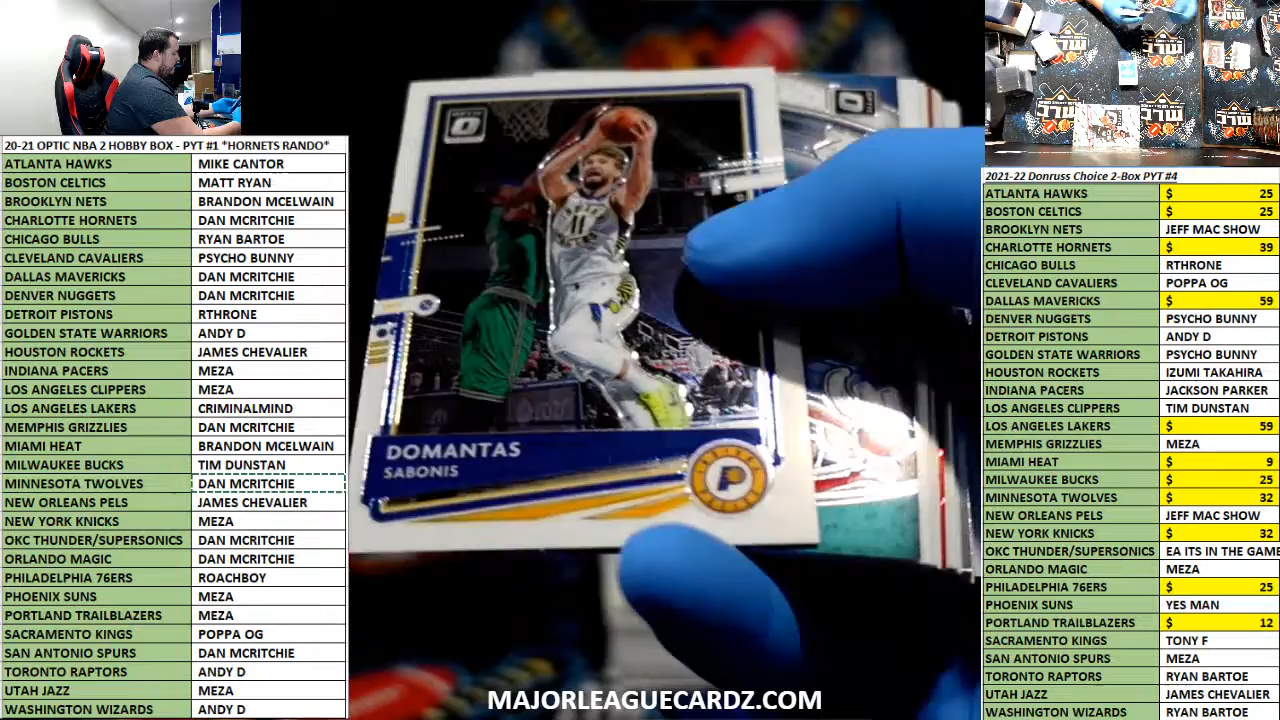 20-21 OPTIC NBA 2 HOBBY BOX - PYT #1 *HORNETS RANDO*
ATLANTA HAWKS MIKE CANTOR
BOSTON CELTICS MATT RYAN
BROOKLYN NETS BRANDON MCELWAIN
CHARLOTTE HORNETS DAN MCRITCHIE
CHICAGO BULLS RYAN BARTOE
CLEVELAND CAVALIERS PSYCHO BUNNY
DALLAS MAVERICKS DAN MCRITCHIE
DENVER NUGGETS DAN MCRITCHIE
DETROIT PISTONS RTHRONE
GOLDEN STATE WARRIORS ANDY D
HOUSTON ROCKETS JAMES CHEVALIER
INDIANA PACERS MEZA
LOS ANGELES CLIPPERS MEZA
LOS ANGELES LAKERS CRIMINALMIND
MEMPHIS GRIZZLIES DAN MCRITCHIE
MIAMI HEAT BRANDON MCELWAIN
MILWAUKEE BUCKS TIM DUNSTAN
MINNESOTA TWOLVES DAN MCRITCHIE
NEW ORLEANS PELS JAMES CHEVALIER
NEW YORK KNICKS MEZA
OKC THUNDER/SUPERSONICS DAN MCRITCHIE
ORLANDO MAGIC DAN MCRITCHIE
PHILADELPHIA 76ERS ROACHBOY
PHOENIX SUNS MEZA
PORTLAND TRAILBLAZERS MEZA
SACRAMENTO KINGS POPPA OG
SAN ANTONIO SPURS DAN MCRITCHIE
TORONTO RAPTORS ANDY D
UTAH JAZZ MEZA
WASHINGTON WIZARDS ANDY D
11
DOMANTAS
SABONIS
P
MAJORLEAGUECARDZ.COM
שרב
2021-22 Donruss Choice 2-Box PYT #4
ATLANTA HAWKS $ 25
BOSTON CELTICS $ 25
BROOKLYN NETS JEFF MAC SHOW
CHARLOTTE HORNETS $ 39
CHICAGO BULLS RTHRONE
CLEVELAND CAVALIERS POPPA OG
DALLAS MAVERICKS $ 59
DENVER NUGGETS PSYCHO BUNNY
DETROIT PISTONS ANDY D
GOLDEN STATE WARRIORS PSYCHO BUNNY
HOUSTON ROCKETS IZUMI TAKAHIRA
INDIANA PACERS JACKSON PARKER
LOS ANGELES CLIPPERS TIM DUNSTAN
LOS ANGELES LAKERS $ 59
MEMPHIS GRIZZLIES MEZA
MIAMI HEAT $ 9
MILWAUKEE BUCKS $ 25
MINNESOTA TWOLVES $ 32
NEW ORLEANS PELS JEFF MAC SHOW
NEW YORK KNICKS $ 32
OKC THUNDER/SUPERSONICS EA ITS IN THE GAME
ORLANDO MAGIC MEZA
PHILADELPHIA 76ERS $ 25
PHOENIX SUNS YES MAN
PORTLAND TRAILBLAZERS $ 12
SACRAMENTO KINGS TONY F
SAN ANTONIO SPURS MEZA
TORONTO RAPTORS RYAN BARTOE
UTAH JAZZ JAMES CHEVALIER
WASHINGTON WIZARDS RYAN BARTOE